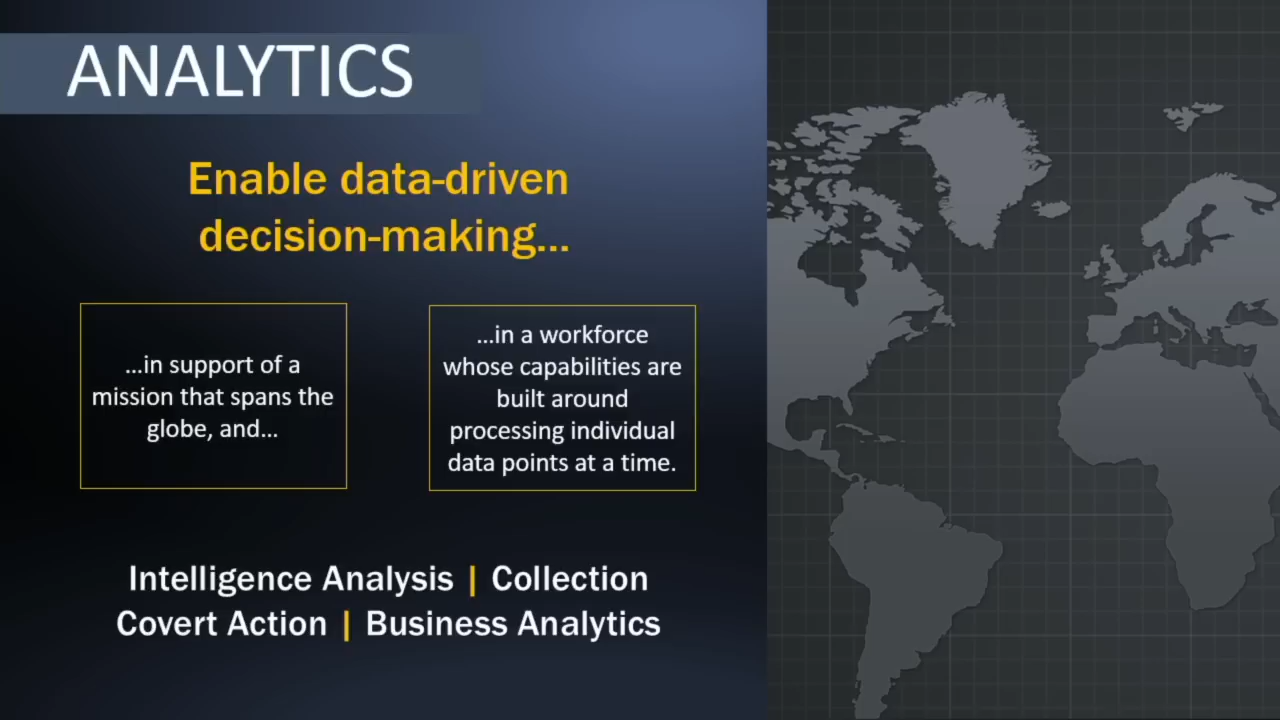 ANALYTICS
Enable data-driven
decision-making...
...in support of a
mission that spans the
globe, and...
...in a workforce
whose capabilities are
built around
processing individual
data points at a time.
Intelligence Analysis | Collection
Covert Action | Business Analytics